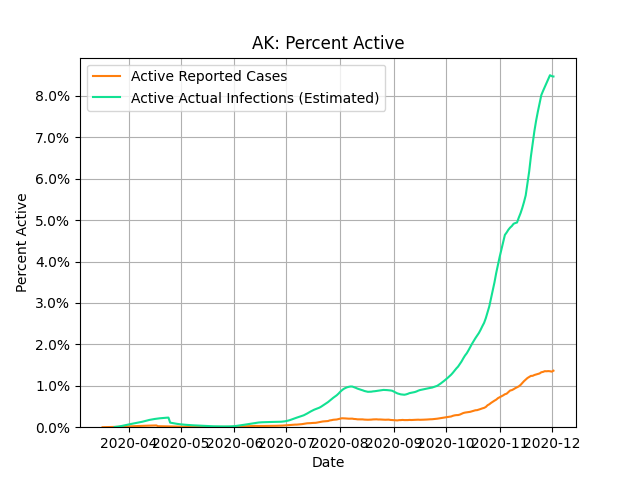 AK: Percent Active
Active Reported Cases
Active Actual Infections (Estimated)
8.0%
7.0%
6.0%
5.0%
4.0%
3.0%
2.0%
1.0%
0.0%
Percent Active
2020-04 2020-05 2020-06 2020-07 2020-08 2020-09 2020-10 2020-11 2020-12
Date